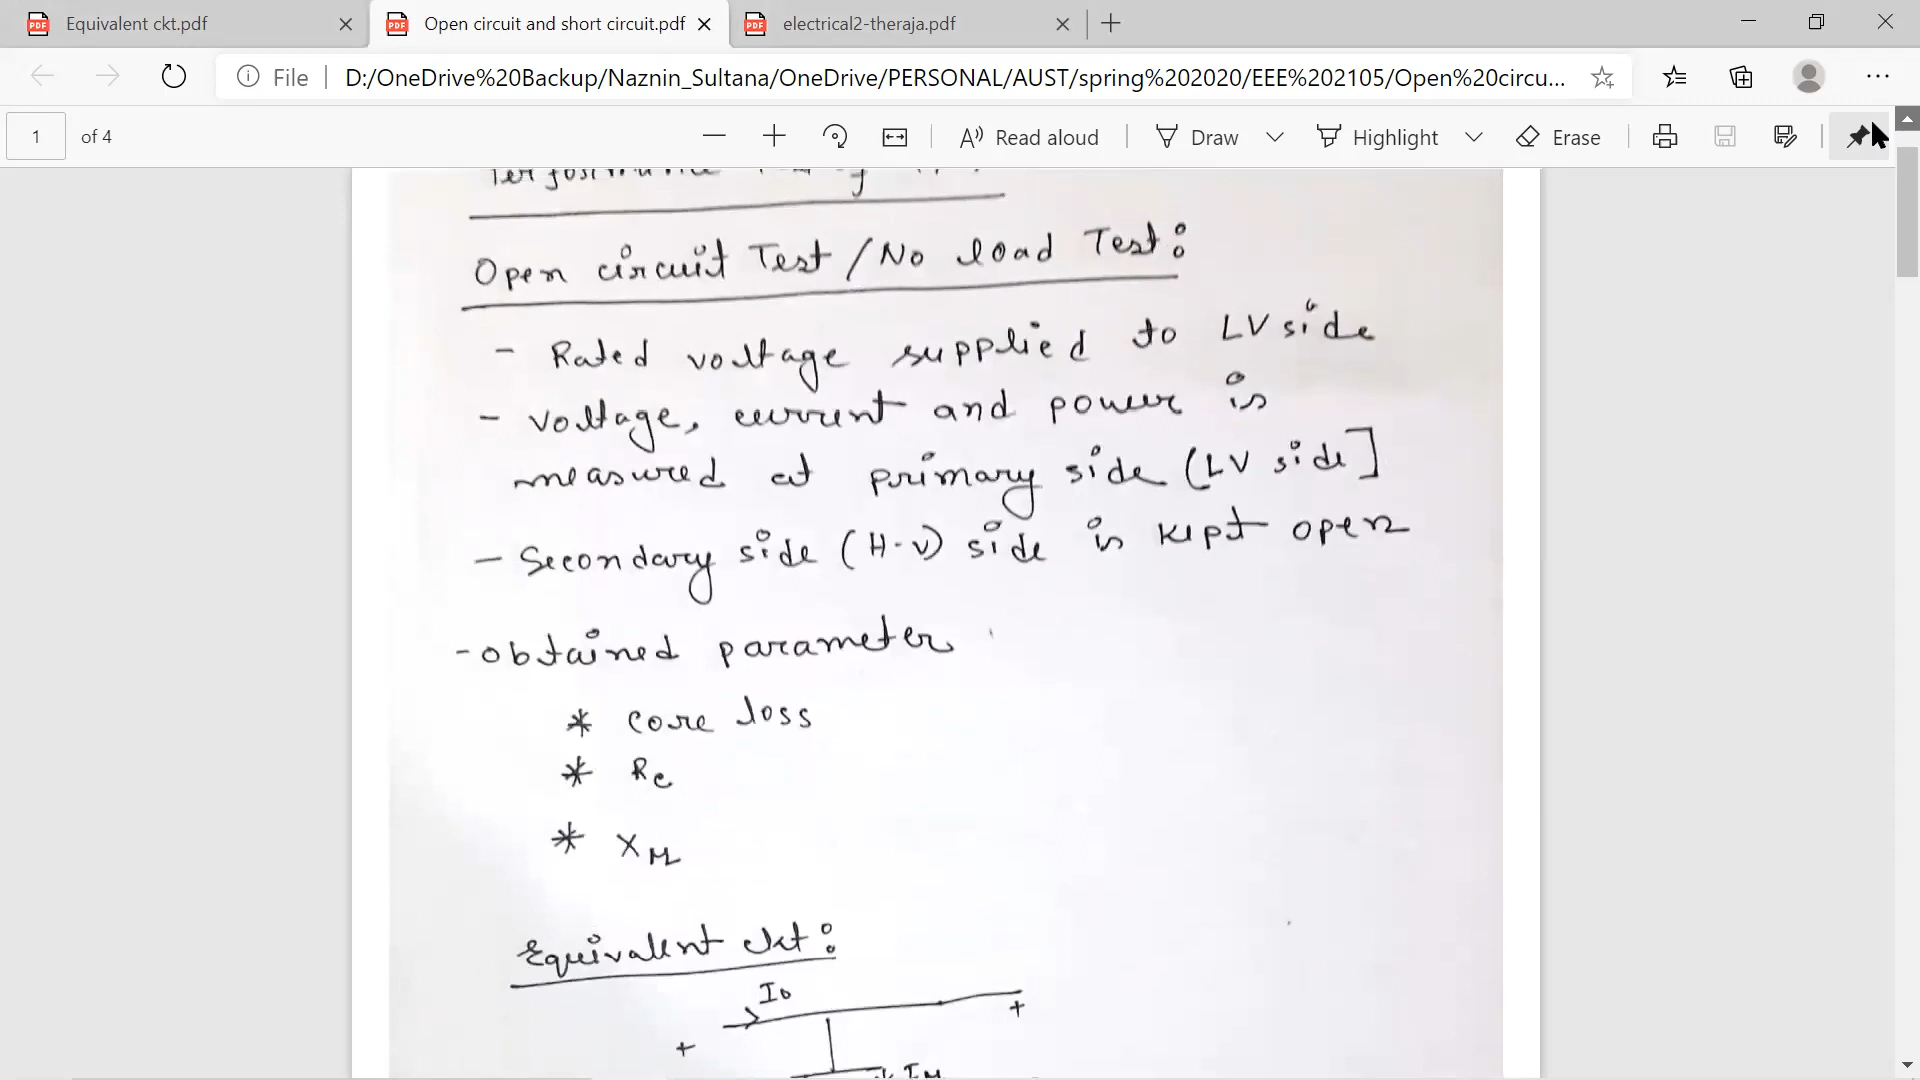 Equivalent ckt.pdf
Open circuit and short circuit.pdf
electrical2-theraja.pdf
File
D:/OneDrive%20Backup/Naznin_Sultana/OneDrive/PERSONAL/AUST/spring%202020/EEE%202105/Open%20circu...
1 of 4
Read aloud
Draw
Highlight
Erase
Open circuit Test / No load Test:
- Rated voltage supplied to LV side
- voltage, current and power is
measured at primary side (LV side]
- Secondary side (H-V) side is kept open
- obtained parameter
* core loss
* Rc
* XM
Equivalent ckt:
I0
+
+
IM